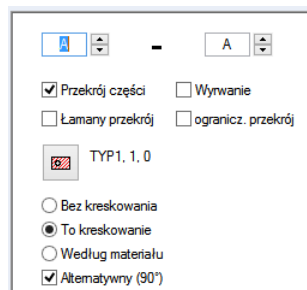 A - A
Przekrój części Wyrwanie
Łamany przekrój ogranicz. przekrój
TYP1, 1, 0
Bez kreskowania
To kreskowanie
Według materiału
Alternatywny (90°)